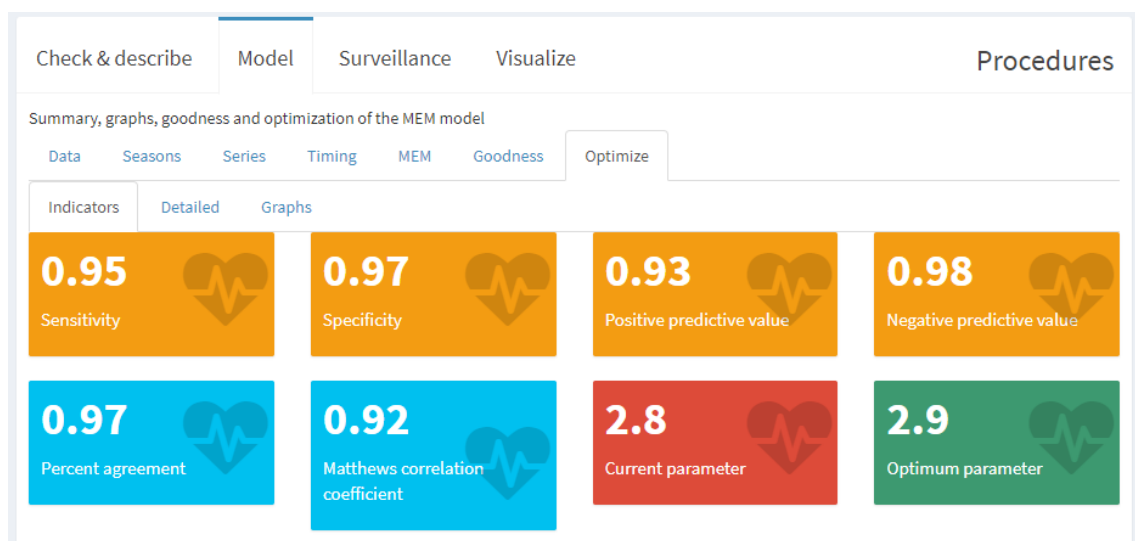 Check & describe Model Surveillance Visualize Procedures
Summary, graphs, goodness and optimization of the MEM model
Data Seasons Series Timing MEM Goodness Optimize
Indicators Detailed Graphs
0.95 0.97 0.93 0.98
Sensitivity Specificity Positive predictive value Negative predictive value
0.97 0.92 2.8 2.9
Percent agreement Matthews correlation Current parameter Optimum parameter
coefficient